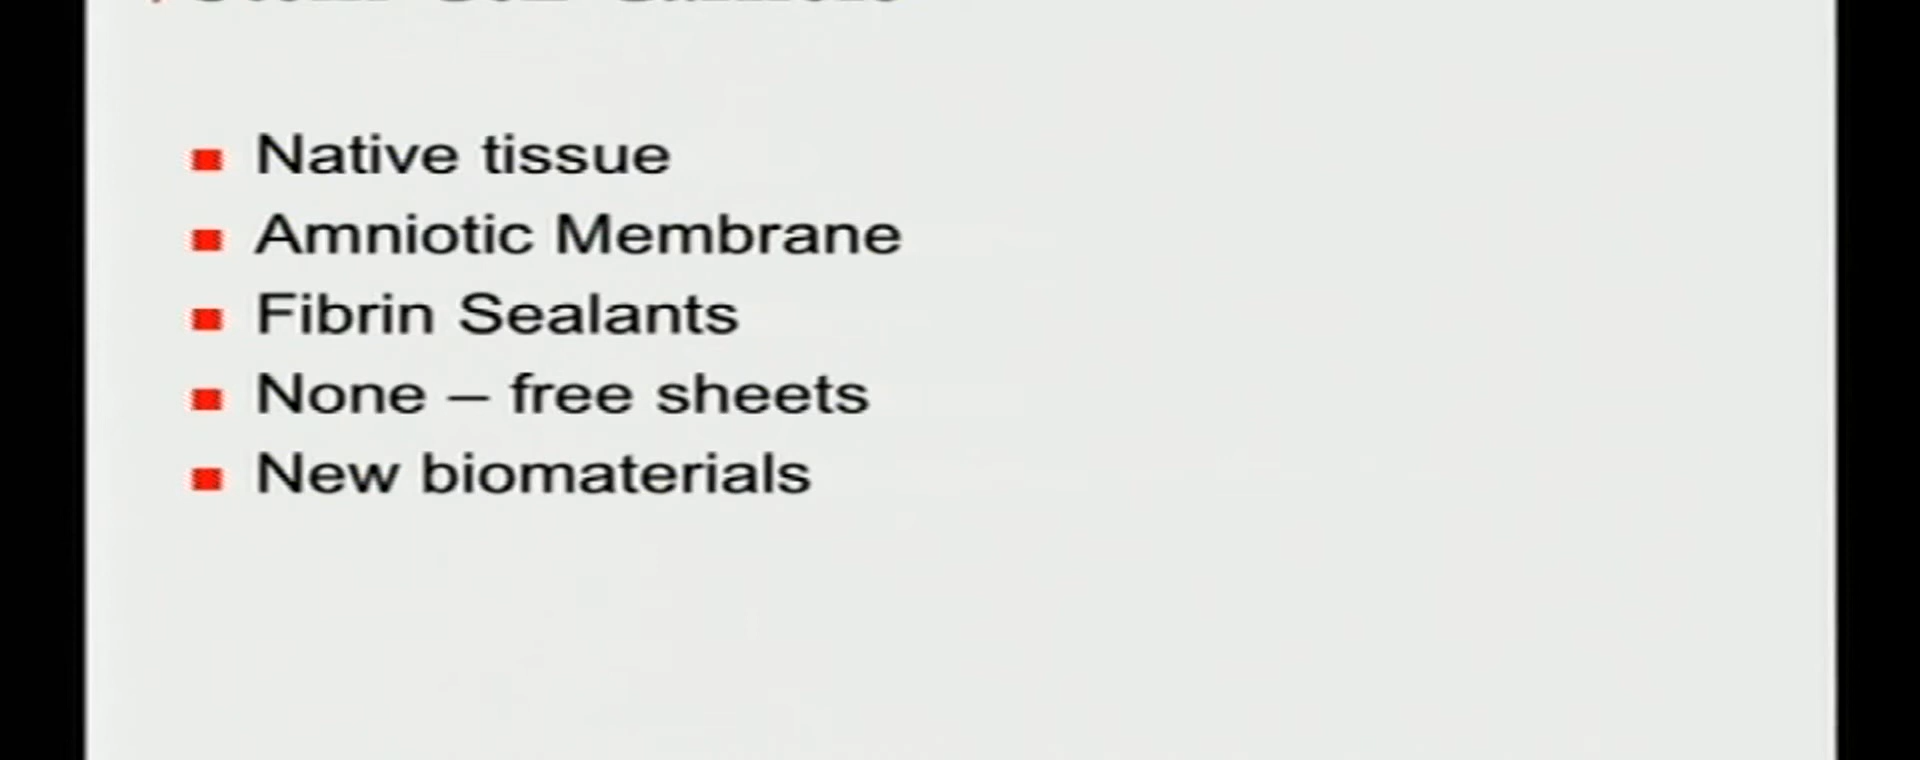 Native tissue
Amniotic Membrane
Fibrin Sealants
None – free sheets
New biomaterials